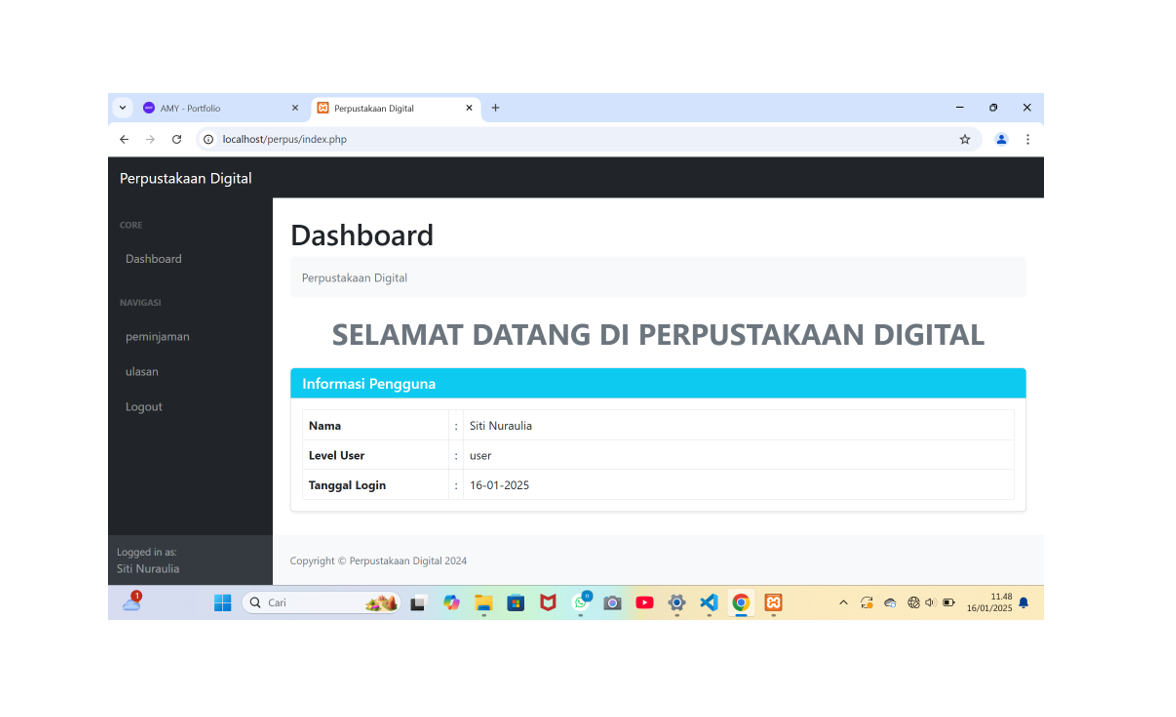 AMY - Portfolio
Perpustakaan Digital
localhost/perpus/index.php
Perpustakaan Digital
CORE
Dashboard
NAVIGASI
peminjaman
ulasan
Logout
Logged in as:
Siti Nuraulia
Dashboard
Perpustakaan Digital
SELAMAT DATANG DI PERPUSTAKAAN DIGITAL
Informasi Pengguna
Nama : Siti Nuraulia
Level User : user
Tanggal Login : 16-01-2025
Copyright © Perpustakaan Digital 2024
1
Cari
11.48
16/01/2025